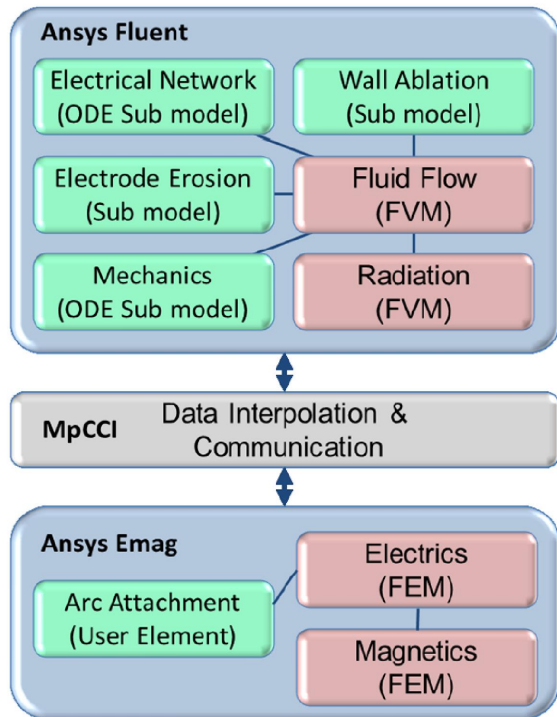 Ansys Fluent
Electrical Network
(ODE Sub model)
Wall Ablation
(Sub model)
Electrode Erosion
(Sub model)
Fluid Flow
(FVM)
Mechanics
(ODE Sub model)
Radiation
(FVM)
MpCCI
Data Interpolation &
Communication
Ansys Emag
Electrics
(FEM)
Arc Attachment
(User Element)
Magnetics
(FEM)